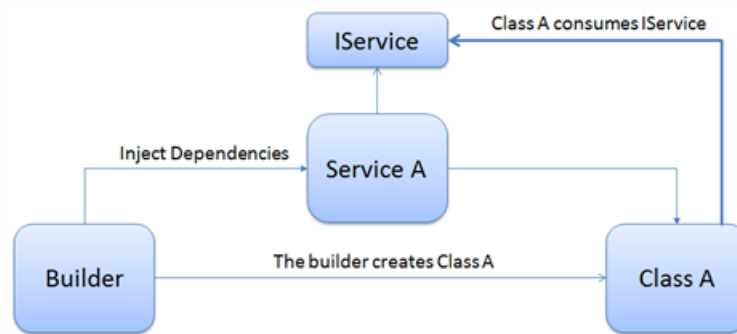 IService
Class A consumes IService
Inject Dependencies
Service A
Builder
The builder creates Class A
Class A